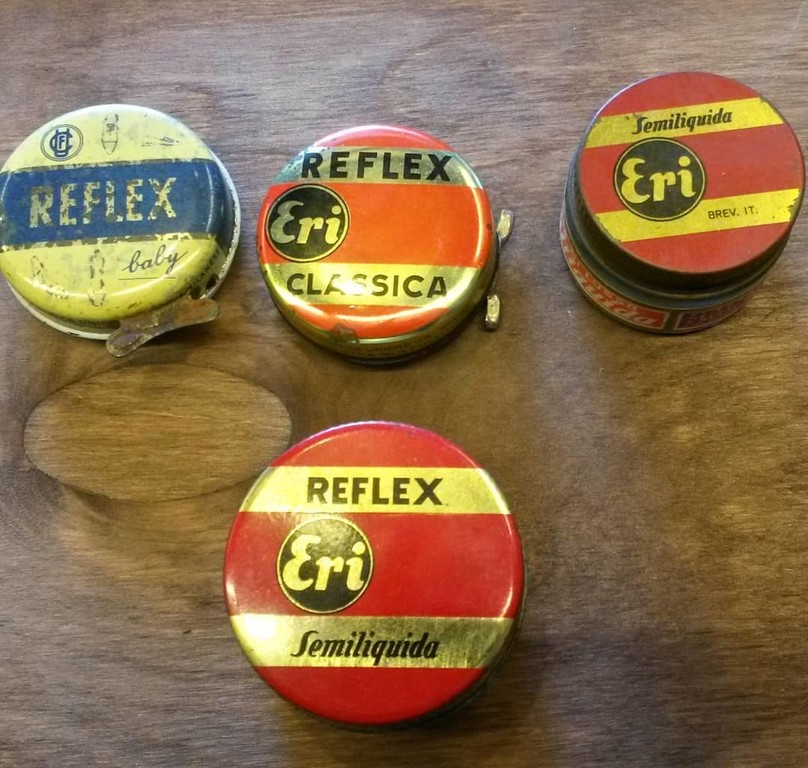 REFLEX
baby
REFLEX
Eri
CLASSICA
Semiliquida
Eri
BREV. IT.
REFLEX
Eri
Semiliquida